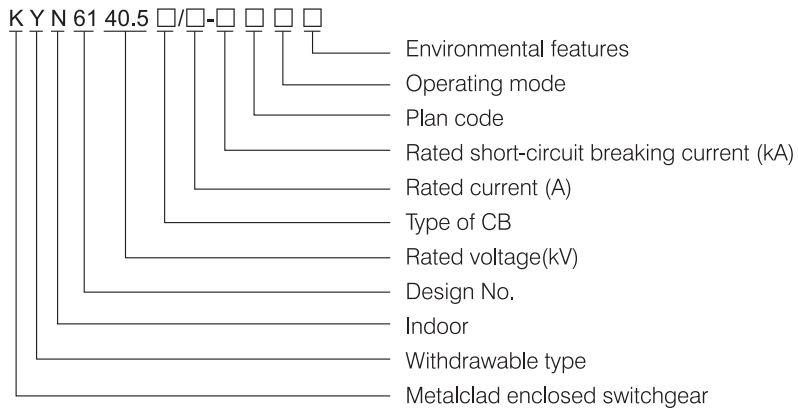 K Y N 61 40.5 □/□-□ □ □ □
Environmental features
Operating mode
Plan code
Rated short-circuit breaking current (kA)
Rated current (A)
Type of CB
Rated voltage(kV)
Design No.
Indoor
Withdrawable type
Metalclad enclosed switchgear